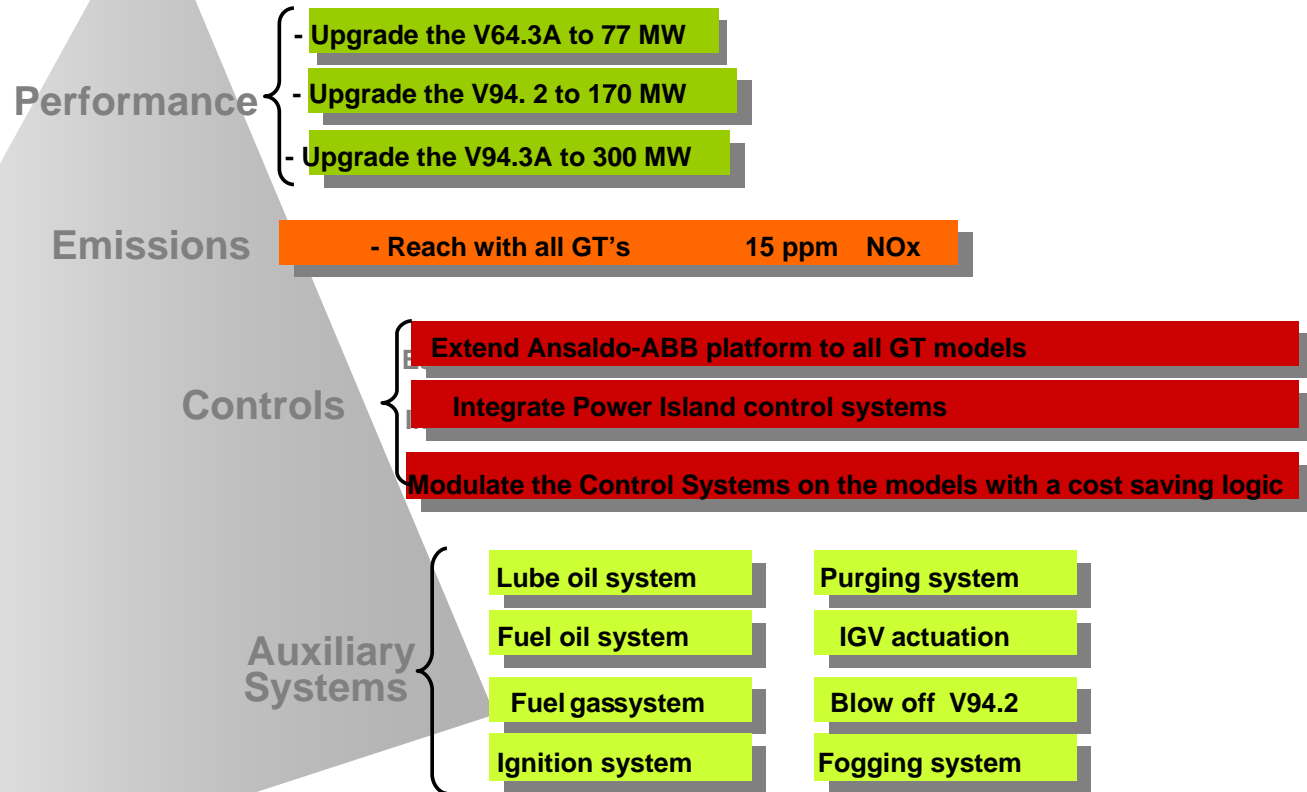 Performance
- Upgrade the V64.3A to 77 MW
- Upgrade the V94. 2 to 170 MW
- Upgrade the V94.3A to 300 MW
Emissions
- Reach with all GT's 15 ppm NOx
Controls
Extend Ansaldo-ABB platform to all GT models
Integrate Power Island control systems
Modulate the Control Systems on the models with a cost saving logic
Auxiliary
Systems
Lube oil system
Fuel oil system
Fuel gassystem
Ignition system
Purging system
IGV actuation
Blow off V94.2
Fogging system